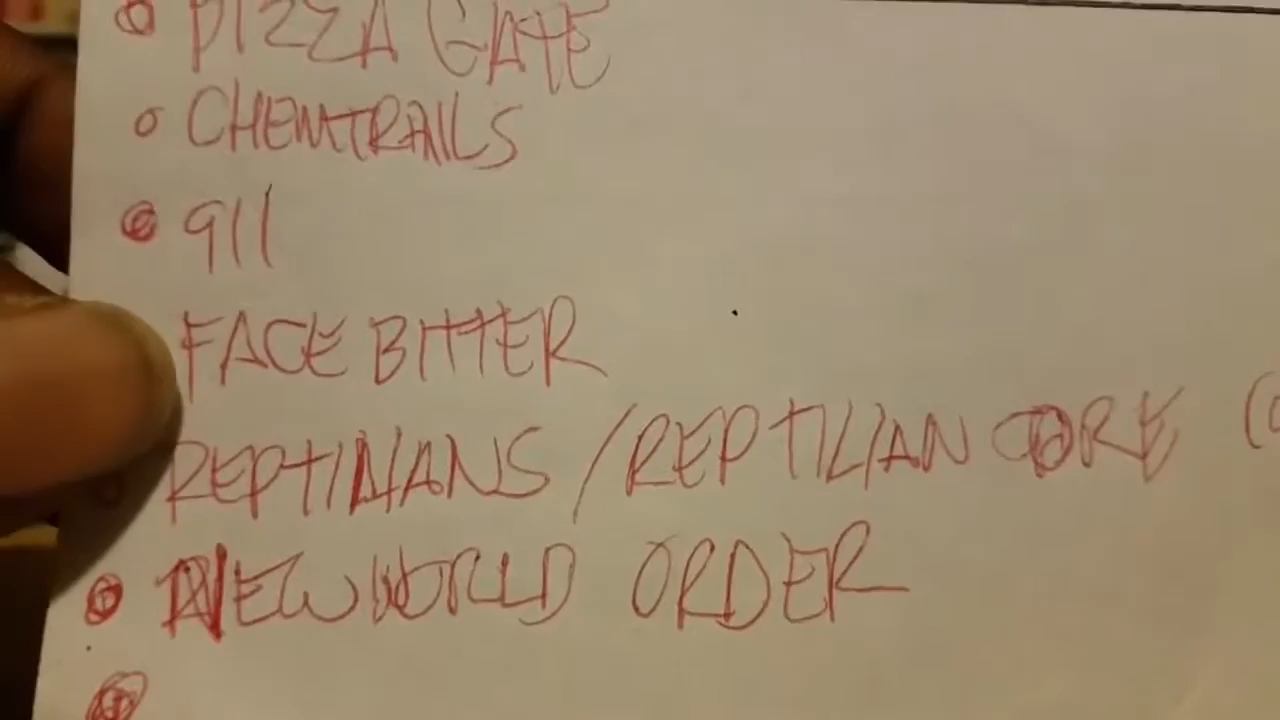 PIZZA GATE
CHEMTRAILS
911
FACE BITTER
REPTILIANS / REPTILIAN CORE (
NEW WORLD ORDER